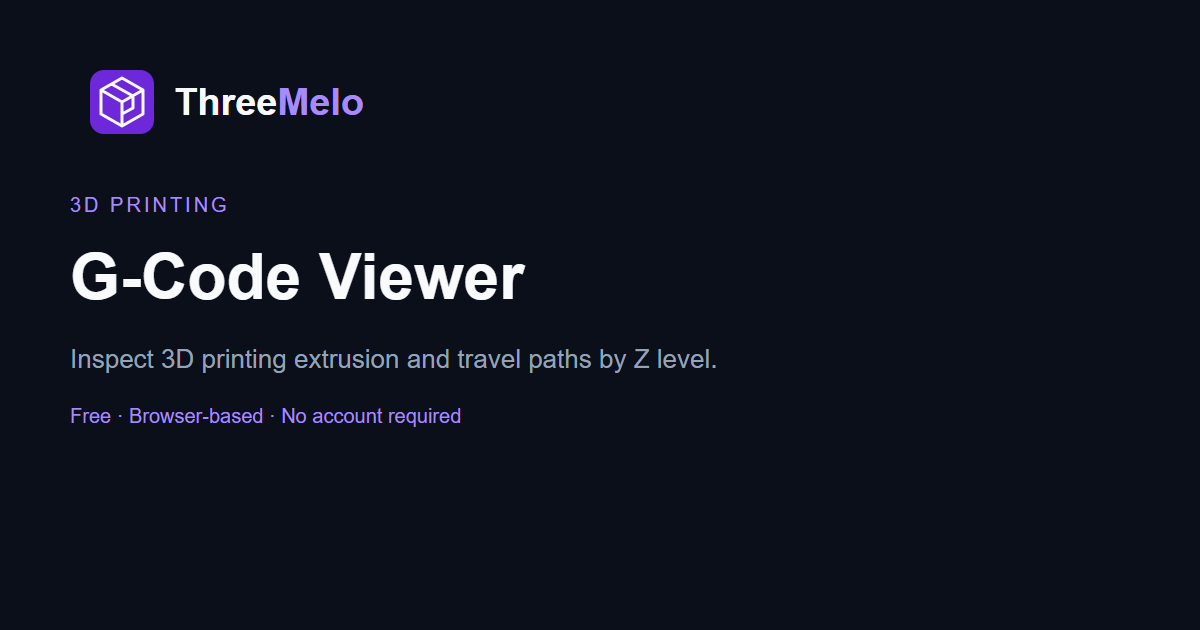 ThreeMelo
3D PRINTING
G-Code Viewer
Inspect 3D printing extrusion and travel paths by Z level.
Free · Browser-based · No account required